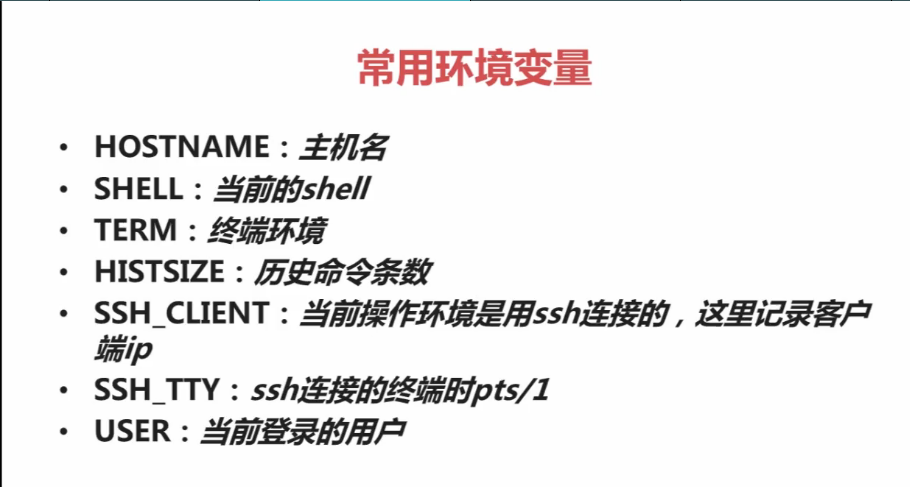 常用环境变量
• HOSTNAME：主机名
• SHELL：当前的shell
• TERM：终端环境
• HISTSIZE：历史命令条数
• SSH_CLIENT：当前操作环境是用ssh连接的，这里记录客户
端ip
• SSH_TTY：ssh连接的终端时pts/1
• USER：当前登录的用户